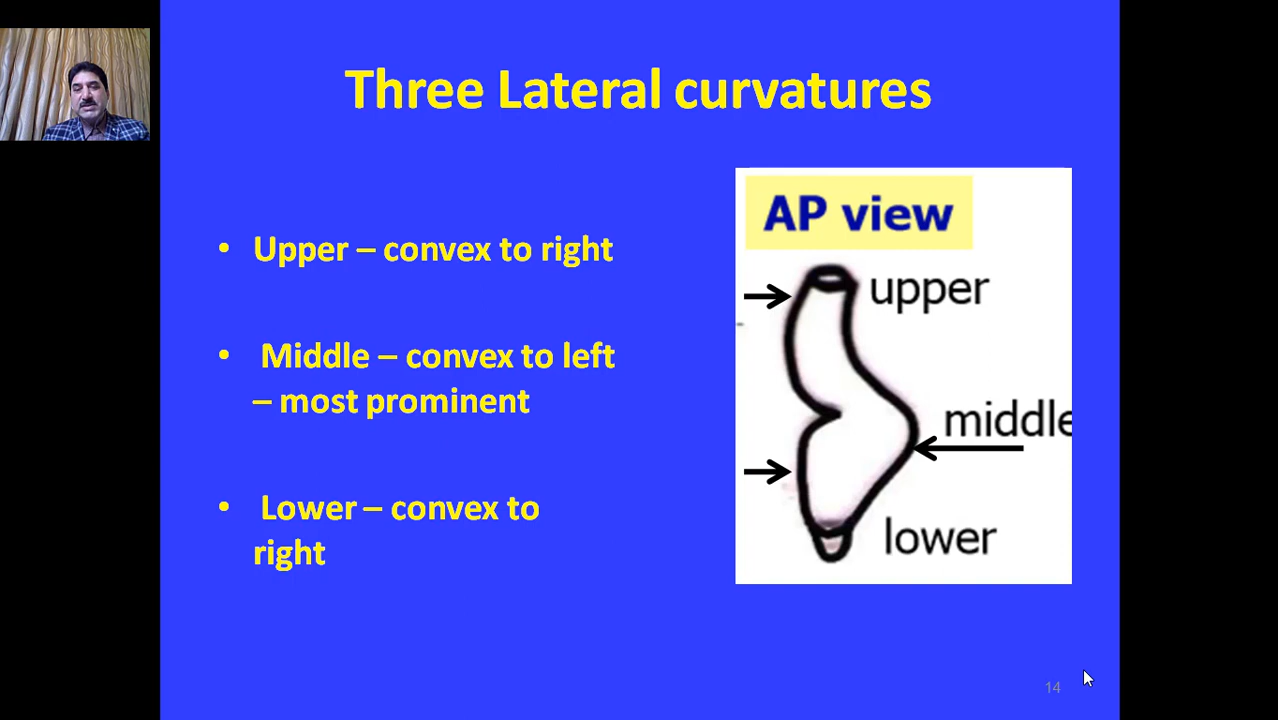 Three Lateral curvatures
• Upper – convex to right
• Middle – convex to left
– most prominent
• Lower – convex to
right
AP view
upper
middle
lower
14